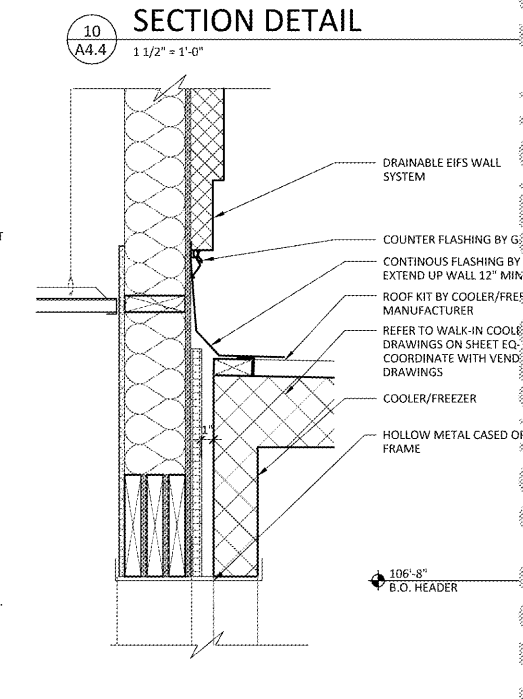 10
A4.4
SECTION DETAIL
1 1/2" = 1'-0"
DRAINABLE EIFS WALL
SYSTEM
COUNTER FLASHING BY G
CONTINOUS FLASHING BY
EXTEND UP WALL 12" MIN
ROOF KIT BY COOLER/FREE
MANUFACTURER
REFER TO WALK-IN COOLE
DRAWINGS ON SHEET EQ-
COORDINATE WITH VEND
DRAWINGS
COOLER/FREEZER
1"
HOLLOW METAL CASED OP
FRAME
106'-8"
B.O. HEADER
T